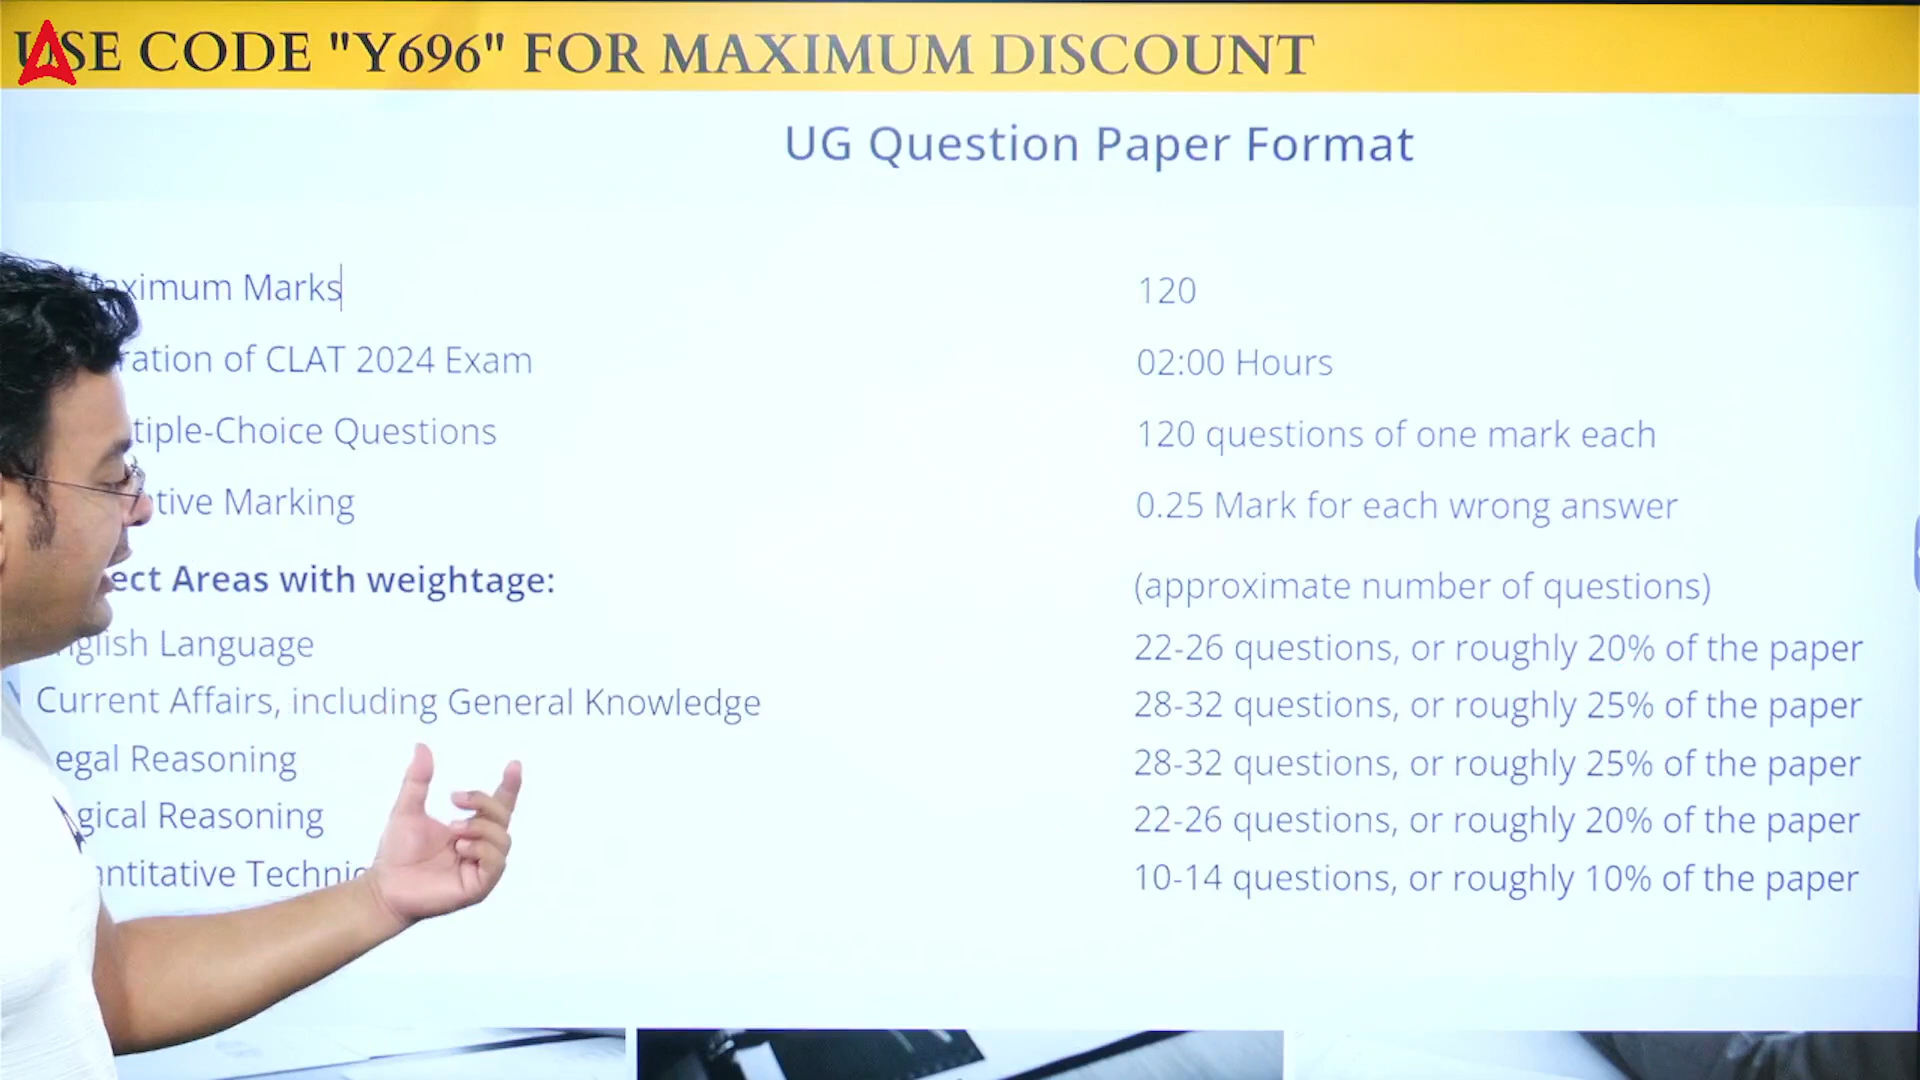 USE CODE "Y696" FOR MAXIMUM DISCOUNT
UG Question Paper Format
Maximum Marks 120
ration of CLAT 2024 Exam 02:00 Hours
tiple-Choice Questions 120 questions of one mark each
tive Marking 0.25 Mark for each wrong answer
ect Areas with weightage: (approximate number of questions)
nglish Language 22-26 questions, or roughly 20% of the paper
Current Affairs, including General Knowledge 28-32 questions, or roughly 25% of the paper
egal Reasoning 28-32 questions, or roughly 25% of the paper
gical Reasoning 22-26 questions, or roughly 20% of the paper
antitative Techni 10-14 questions, or roughly 10% of the paper